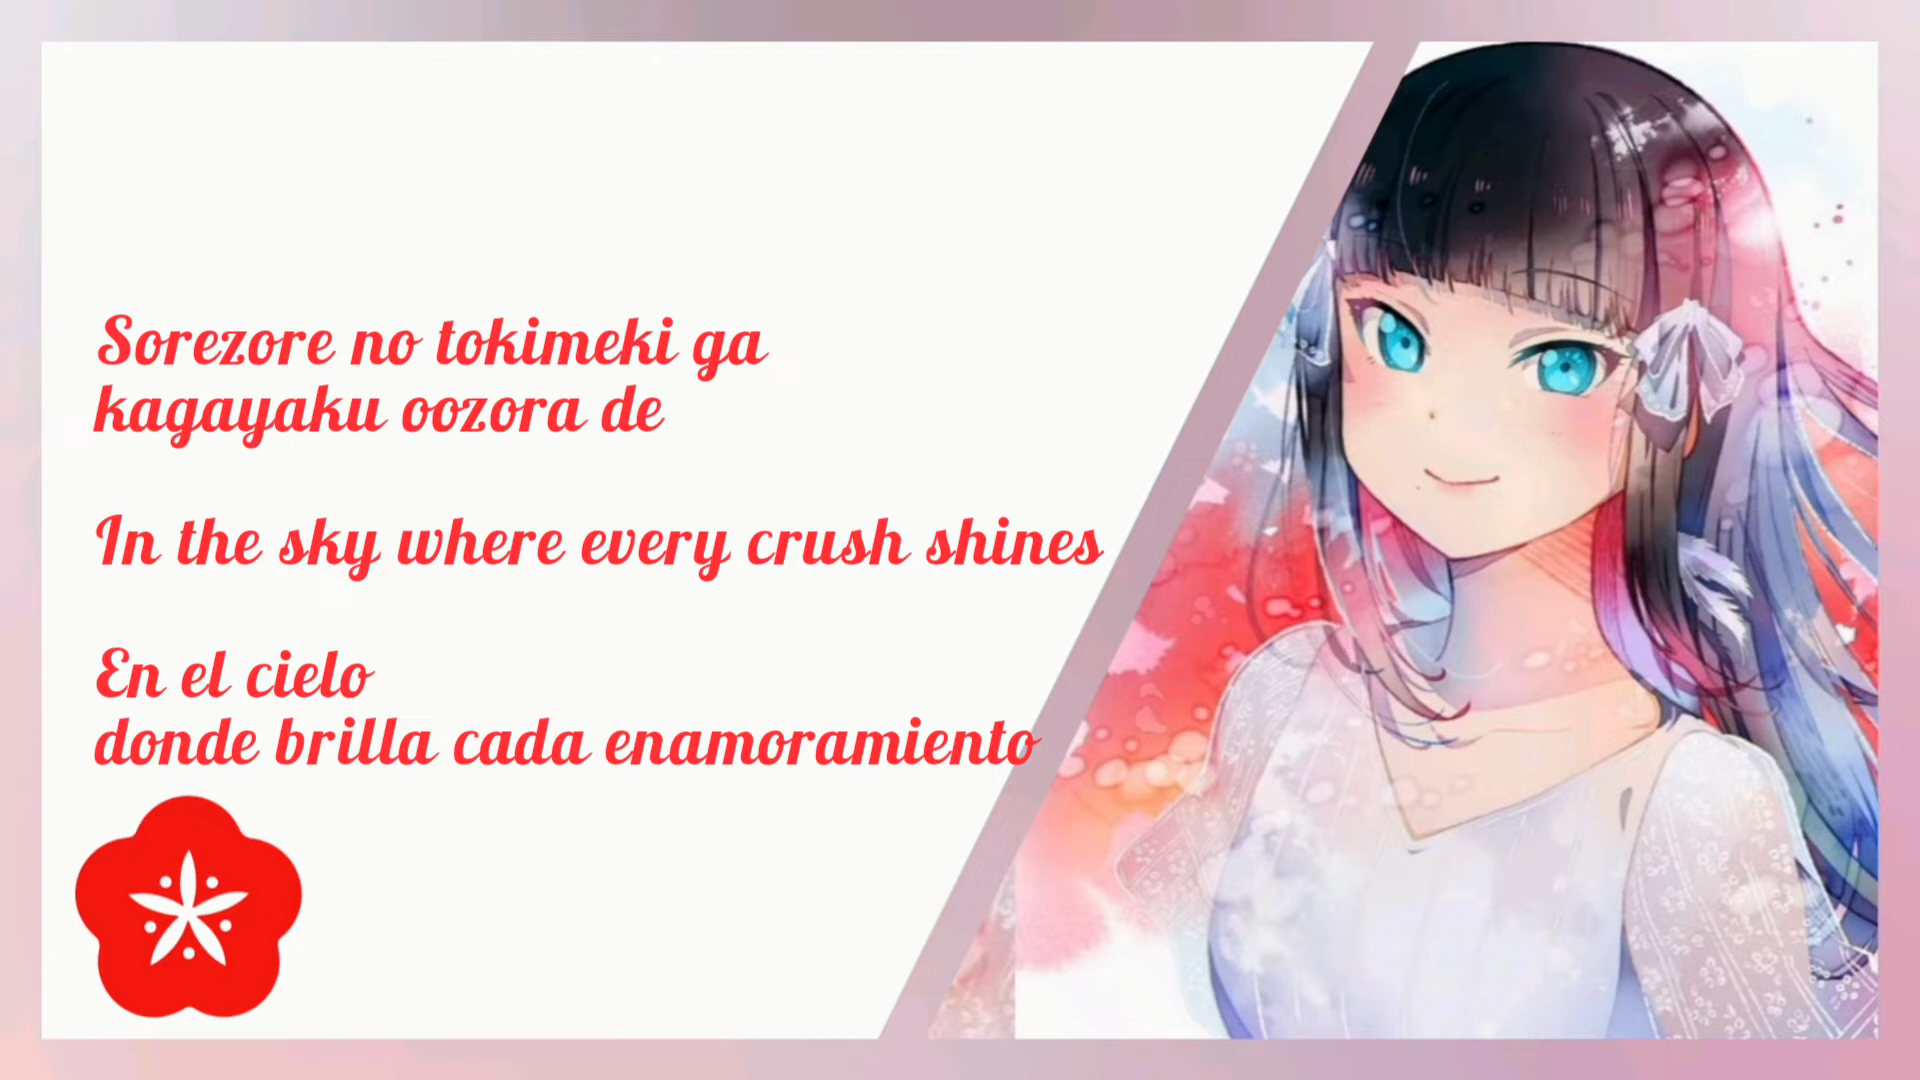 Sorezore no tokimeki ga
kagayaku oozora de
In the sky where every crush shines
En el cielo
donde brilla cada enamoramiento